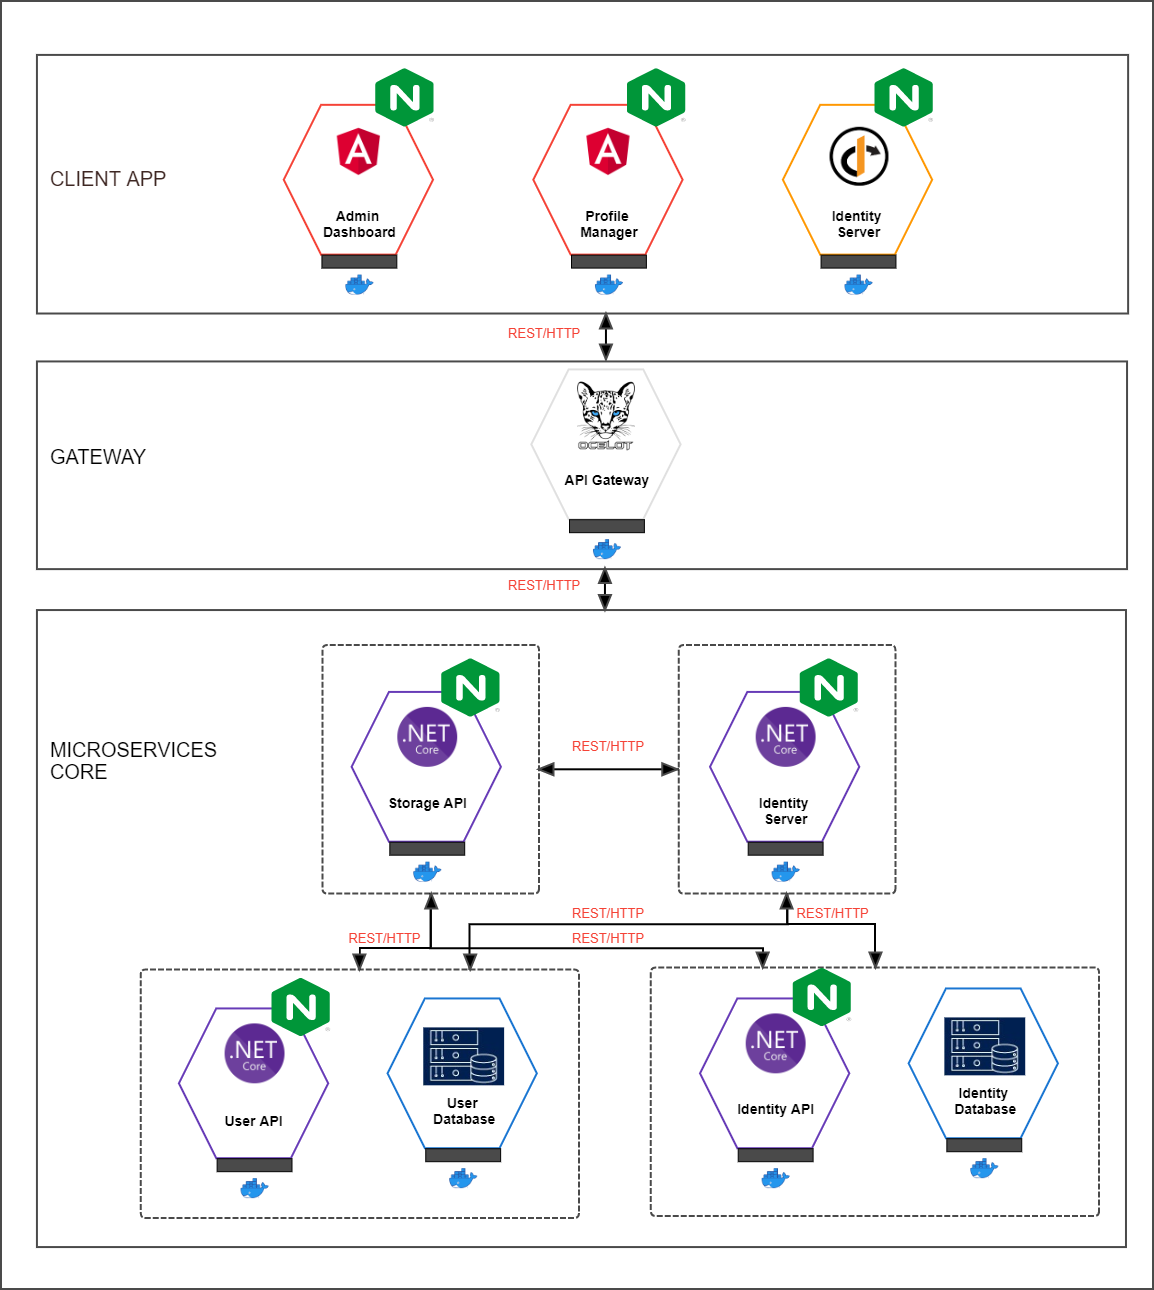 CLIENT APP
N
N
N
A
A
Admin
Dashboard
Profile
Manager
Identity
Server
REST/HTTP
GATEWAY
OCELOT
API Gateway
REST/HTTP
MICROSERVICES
CORE
N
N
.NET
Core
.NET
Core
Storage API
REST/HTTP
Identity
Server
REST/HTTP
REST/HTTP
REST/HTTP
REST/HTTP
N
N
.NET
Core
User API
User
Database
.NET
Core
Identity API
Identity
Database